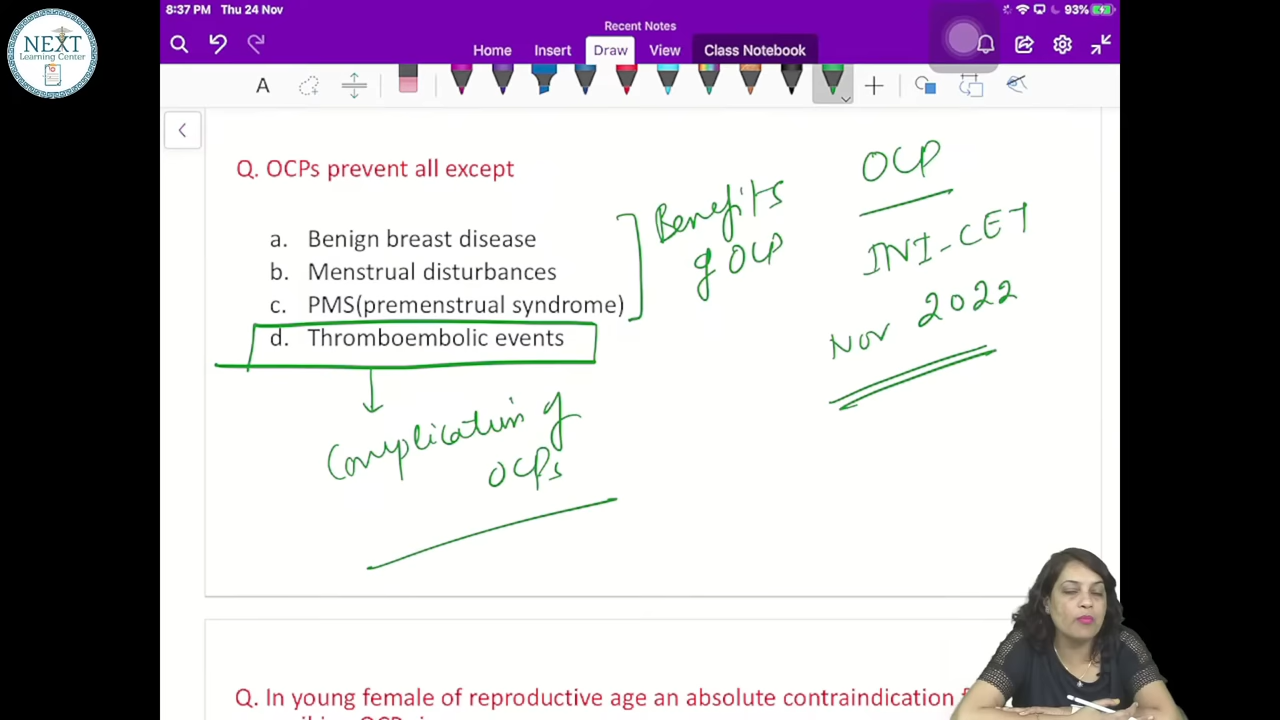 8:37 PM Thu 24 Nov
93%
NEXT
Learning Center
Recent Notes
Home Insert Draw View Class Notebook
A
Q. OCPs prevent all except
a. Benign breast disease
b. Menstrual disturbances
c. PMS(premenstrual syndrome)
d. Thromboembolic events
Benefits
of OCP
OCP
INI-CET
Nov 2022
Complication of
OCPs
Q. In young female of reproductive age an absolute contraindication